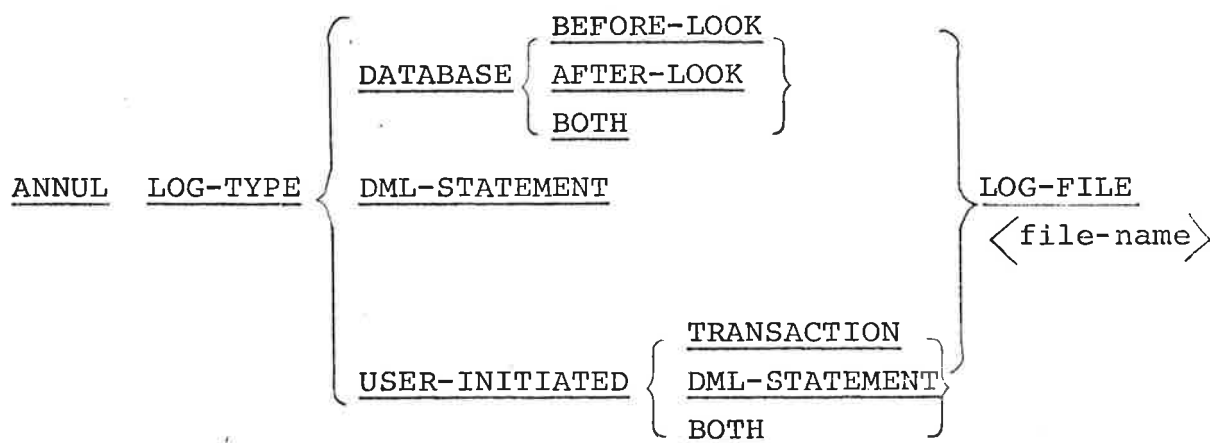 BEFORE-LOOK
DATABASE AFTER-LOOK
BOTH
ANNUL LOG-TYPE DML-STATEMENT LOG-FILE
<file-name>
TRANSACTION
USER-INITIATED DML-STATEMENT
BOTH